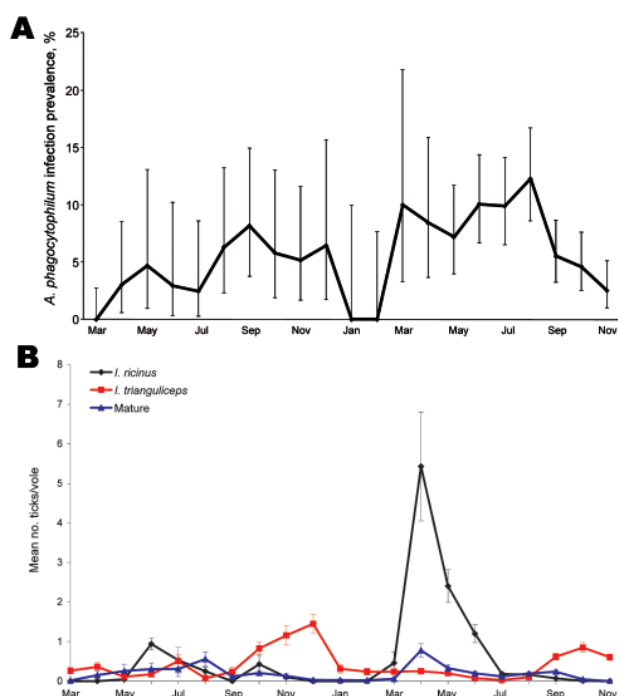 A
A. phagocytophilum infection prevalence, %
25
20
15
10
5
0
Mar May Jul Sep Nov Jan Mar May Jul Sep Nov
B
8
7
6
5
4
3
2
1
0
I. ricinus
I. trianguliceps
Mature
Mean no. ticks/vole
Mar May Jul Sep Nov Jan Mar May Jul Sep Nov